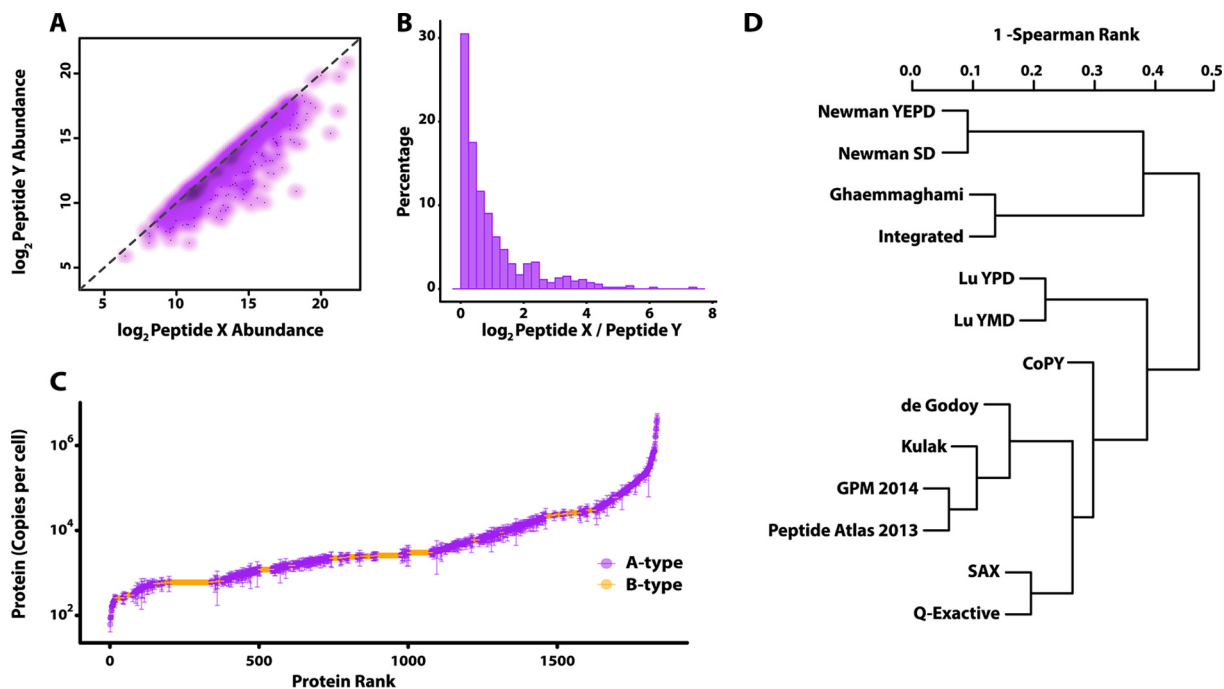 A
log2 Peptide Y Abundance
20
15
10
5
5
10
15
20
log2 Peptide X Abundance
B
Percentage
30
20
10
0
0
2
4
6
8
log2 Peptide X / Peptide Y
C
Protein (Copies per cell)
10^6
10^4
10^2
0
500
1000
1500
Protein Rank
A-type
B-type
D
1 -Spearman Rank
0.0
0.1
0.2
0.3
0.4
0.5
Newman YEPD
Newman SD
Ghaemmaghami
Integrated
Lu YPD
Lu YMD
CoPY
de Godoy
Kulak
GPM 2014
Peptide Atlas 2013
SAX
Q-Exactive